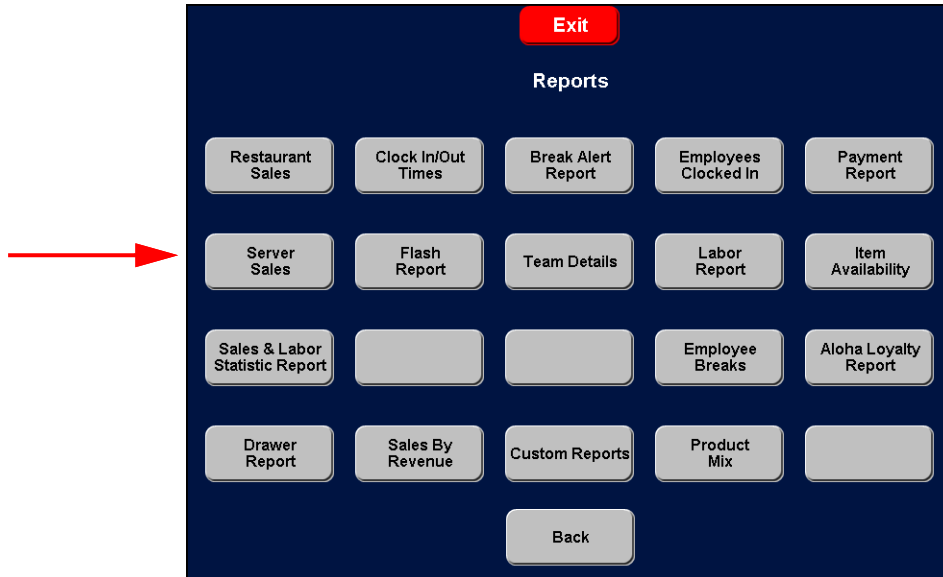 Exit
Reports
Restaurant
Sales
Clock In/Out
Times
Break Alert
Report
Employees
Clocked In
Payment
Report
Server
Sales
Flash
Report
Team Details
Labor
Report
Item
Availability
Sales & Labor
Statistic Report
Employee
Breaks
Aloha Loyalty
Report
Drawer
Report
Sales By
Revenue
Custom Reports
Product
Mix
Back